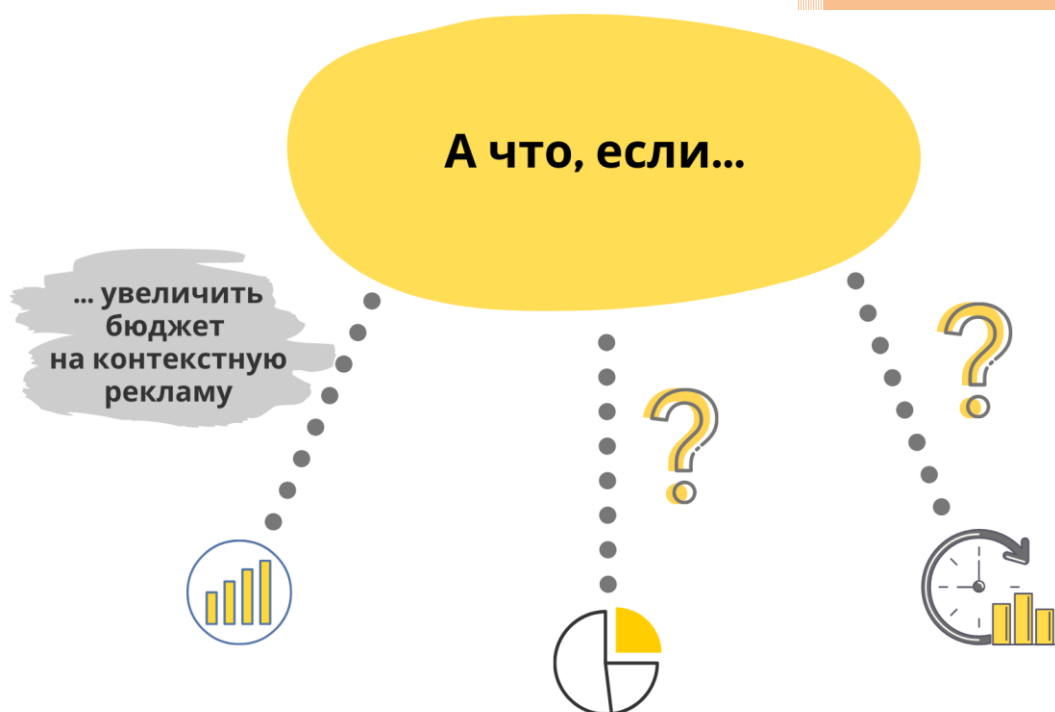 А что, если...
... увеличить
бюджет
на контекстную
рекламу